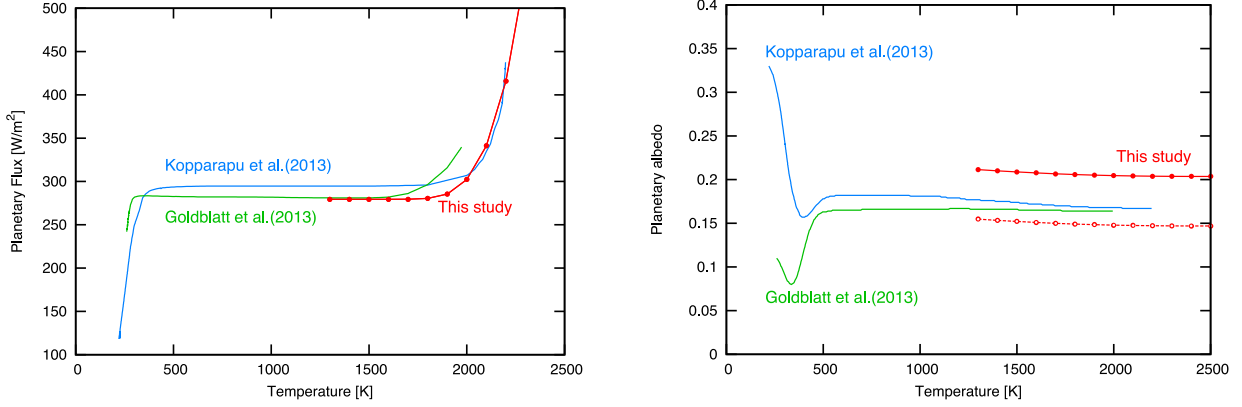 500
450
400
350
300
250
200
150
100
Planetary Flux [W/m²]
Kopparapu et al.(2013)
Goldblatt et al.(2013)
This study
0 500 1000 1500 2000 2500
Temperature [K]
0.4
0.35
0.3
0.25
0.2
0.15
0.1
0.05
0
Planetary albedo
Kopparapu et al.(2013)
This study
Goldblatt et al.(2013)
0 500 1000 1500 2000 2500
Temperature [K]